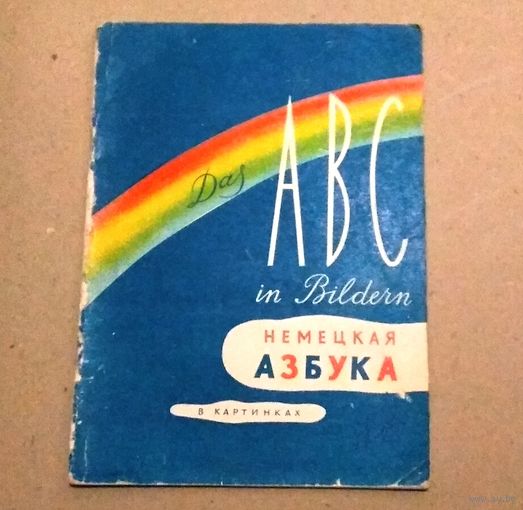 Das ABC
in Bildern
НЕМЕЦКАЯ
АЗБУКА
В КАРТИНКАХ